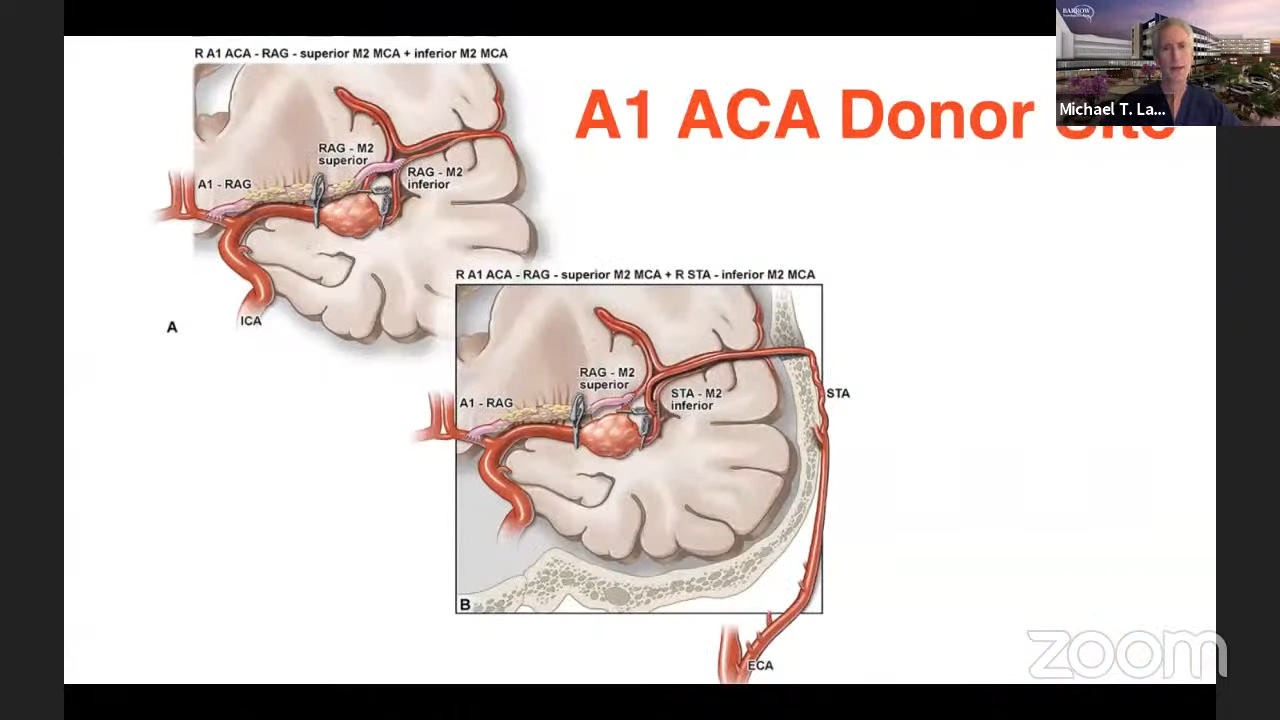 R A1 ACA - RAG - superior M2 MCA + inferior M2 MCA
A1 ACA Donor Site
BARROW
Michael T. La...
RAG - M2
superior
RAG - M2
inferior
A1 - RAG
ICA
A
R A1 ACA - RAG - superior M2 MCA + R STA - inferior M2 MCA
RAG - M2
superior
STA - M2
inferior
A1 - RAG
STA
B
ECA
zoom